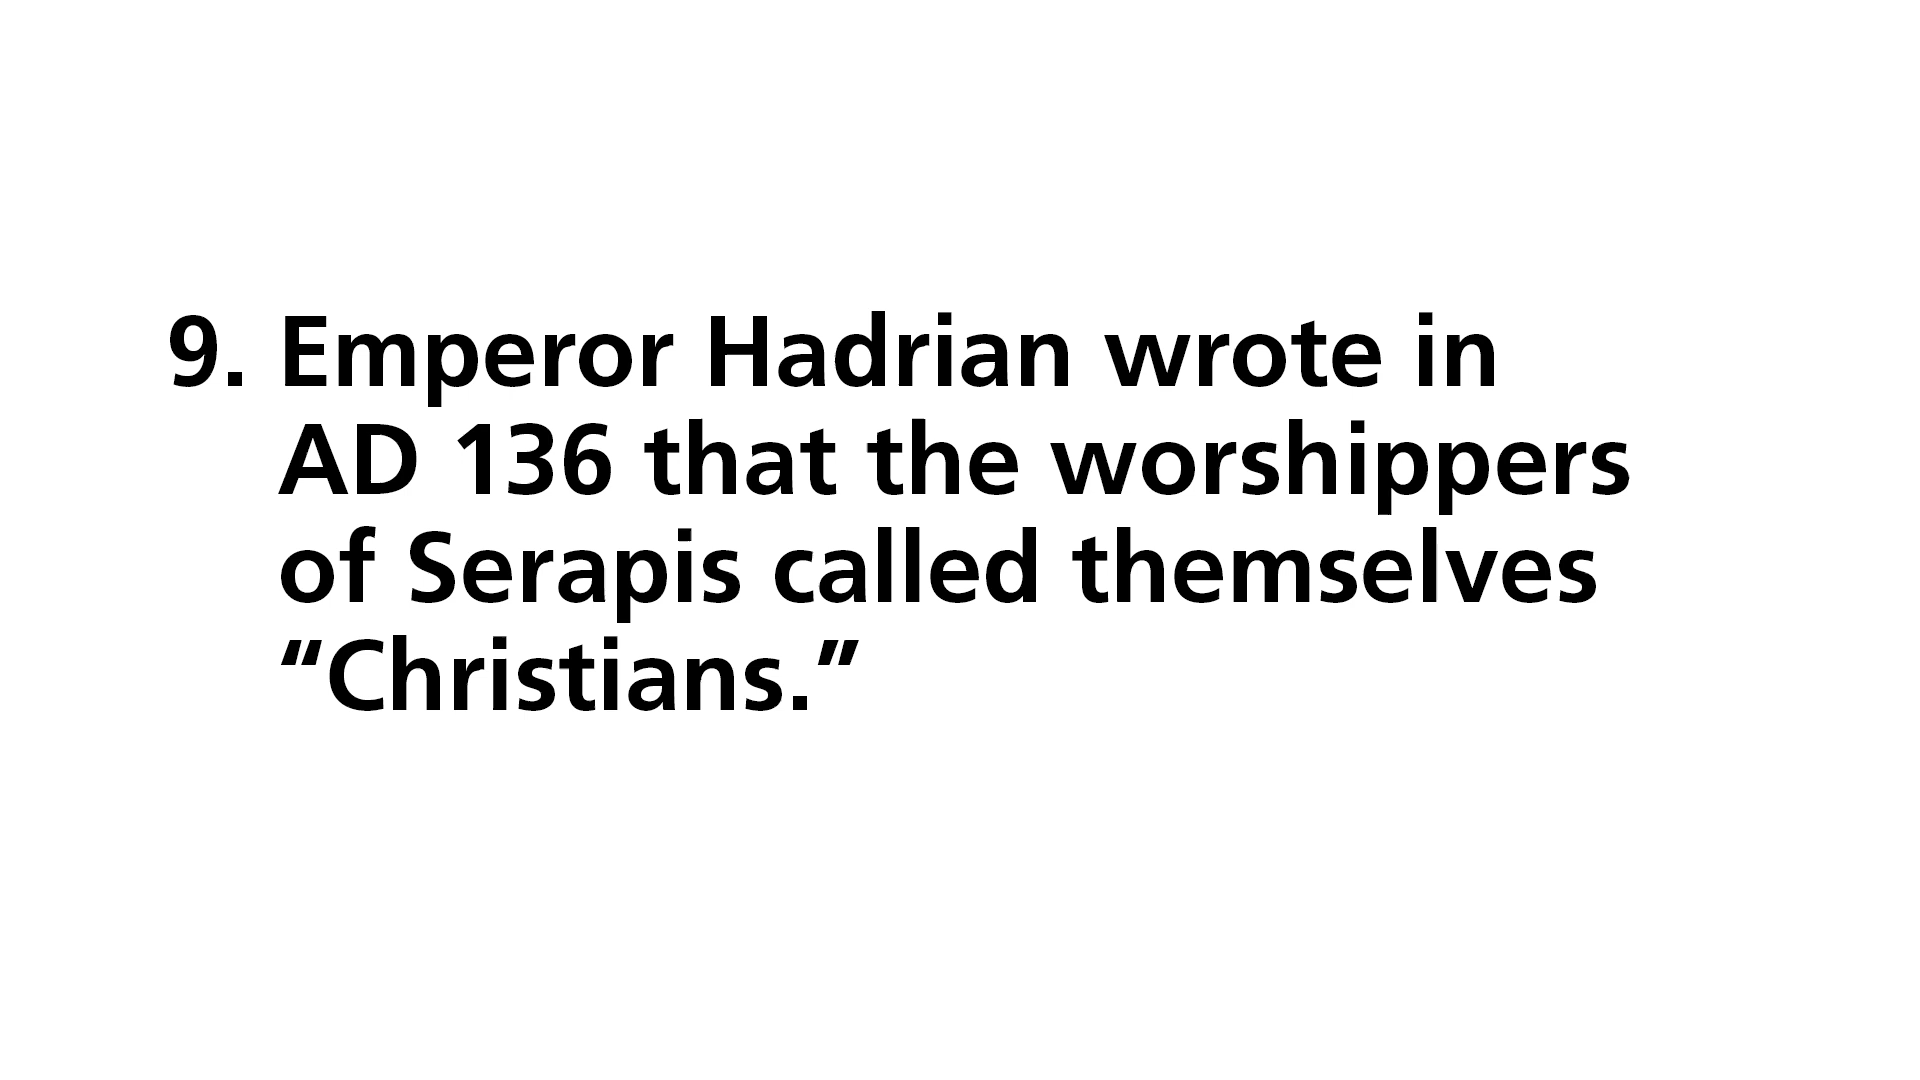 9. Emperor Hadrian wrote in
AD 136 that the worshippers
of Serapis called themselves
“Christians.”